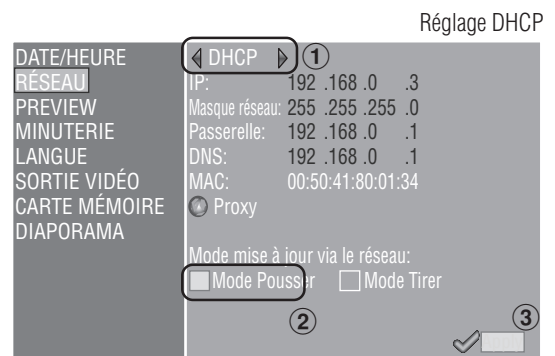 Réglage DHCP
DATE/HEURE
RÉSEAU
PREVIEW
MINUTERIE
LANGUE
SORTIE VIDÉO
CARTE MÉMOIRE
DIAPORAMA
DHCP 1
IP: 192 .168 .0 .3
Masque réseau: 255 .255 .255 .0
Passerelle: 192 .168 .0 .1
DNS: 192 .168 .0 .1
MAC: 00:50:41:80:01:34
Proxy
Mode mise à jour via le réseau:
Mode Pousser Mode Tirer
2
3